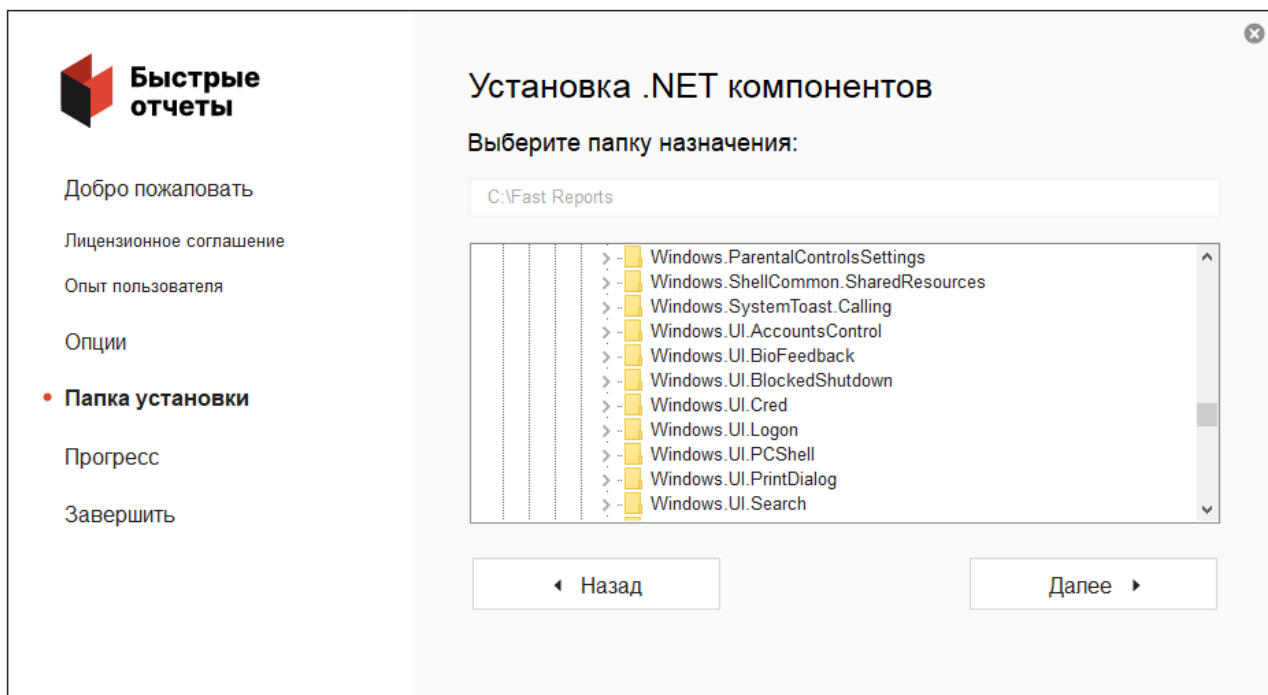 Быстрые
отчеты
Добро пожаловать
Лицензионное соглашение
Опыт пользователя
Опции
Папка установки
Прогресс
Завершить
Установка .NET компонентов
Выберите папку назначения:
C:\Fast Reports
Windows.ParentalControlsSettings
Windows.ShellCommon.SharedResources
Windows.SystemToast.Calling
Windows.UI.AccountsControl
Windows.UI.BioFeedback
Windows.UI.BlockedShutdown
Windows.UI.Cred
Windows.UI.Logon
Windows.UI.PCShell
Windows.UI.PrintDialog
Windows.UI.Search
Назад
Далее